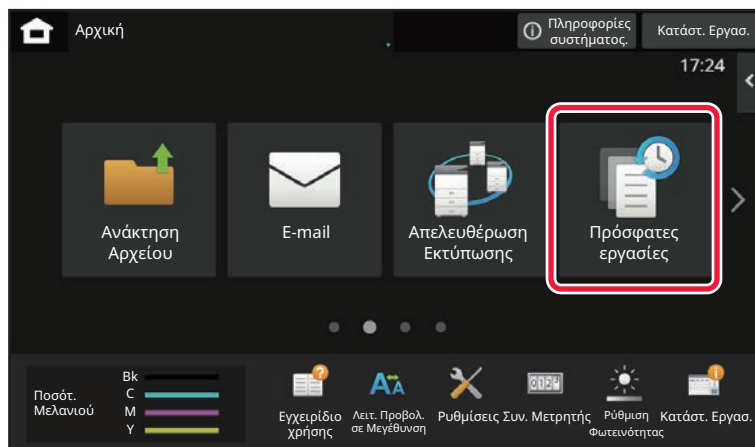 Αρχική
Πληροφορίες
συστήματος.
Κατάστ. Εργασ.
17:24
Ανάκτηση
Αρχείου
E-mail
Απελευθέρωση
Εκτύπωσης
Πρόσφατες
εργασίες
Ποσότ.
Μελανιού
Bk
C
M
Y
Εγχειρίδιο
χρήσης
Λειτ. Προβολ.
σε Μεγέθυνση
Ρυθμίσεις
Συν. Μετρητής
Ρύθμιση
Φωτεινότητας
Κατάστ. Εργασ.